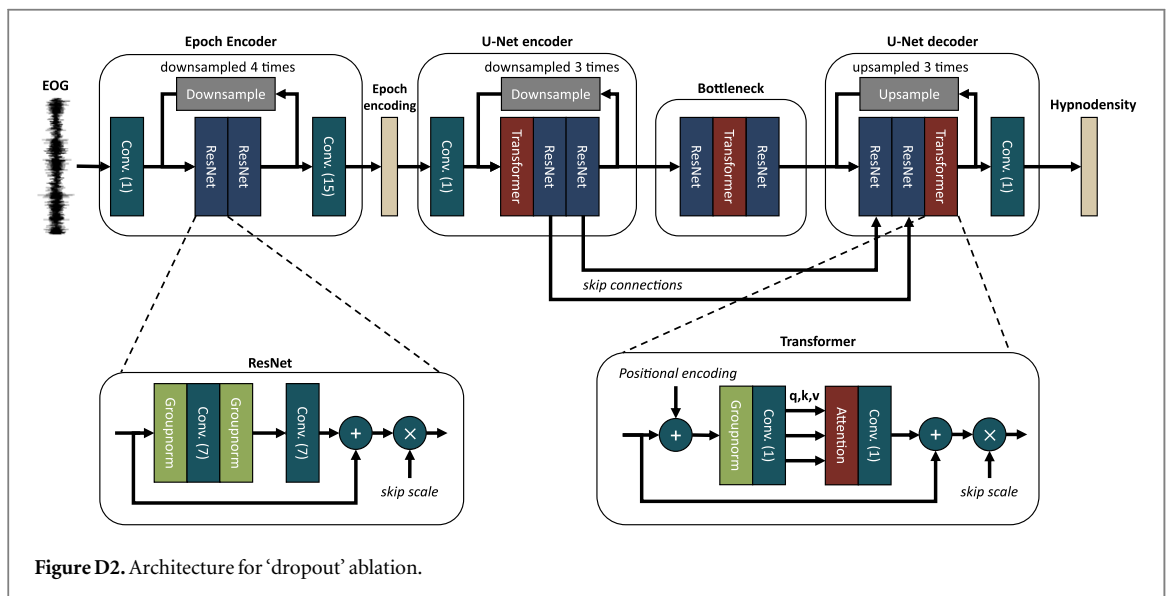 Epoch Encoder
U-Net encoder
U-Net decoder
downsampled 4 times
downsampled 3 times
upsampled 3 times
EOG
Downsample
Epoch
encoding
Downsample
Bottleneck
Upsample
Hypnodensity
Conv. (1)
ResNet
ResNet
Conv. (15)
Conv. (1)
Transformer
ResNet
ResNet
ResNet
Transformer
ResNet
ResNet
ResNet
Transformer
Conv. (1)
skip connections
ResNet
Groupnorm
Conv. (7)
Groupnorm
Conv. (7)
+
×
skip scale
Transformer
Positional encoding
+
Groupnorm
Conv. (1)
q,k,v
Attention
Conv. (1)
+
×
skip scale
Figure D2. Architecture for ‘dropout’ ablation.